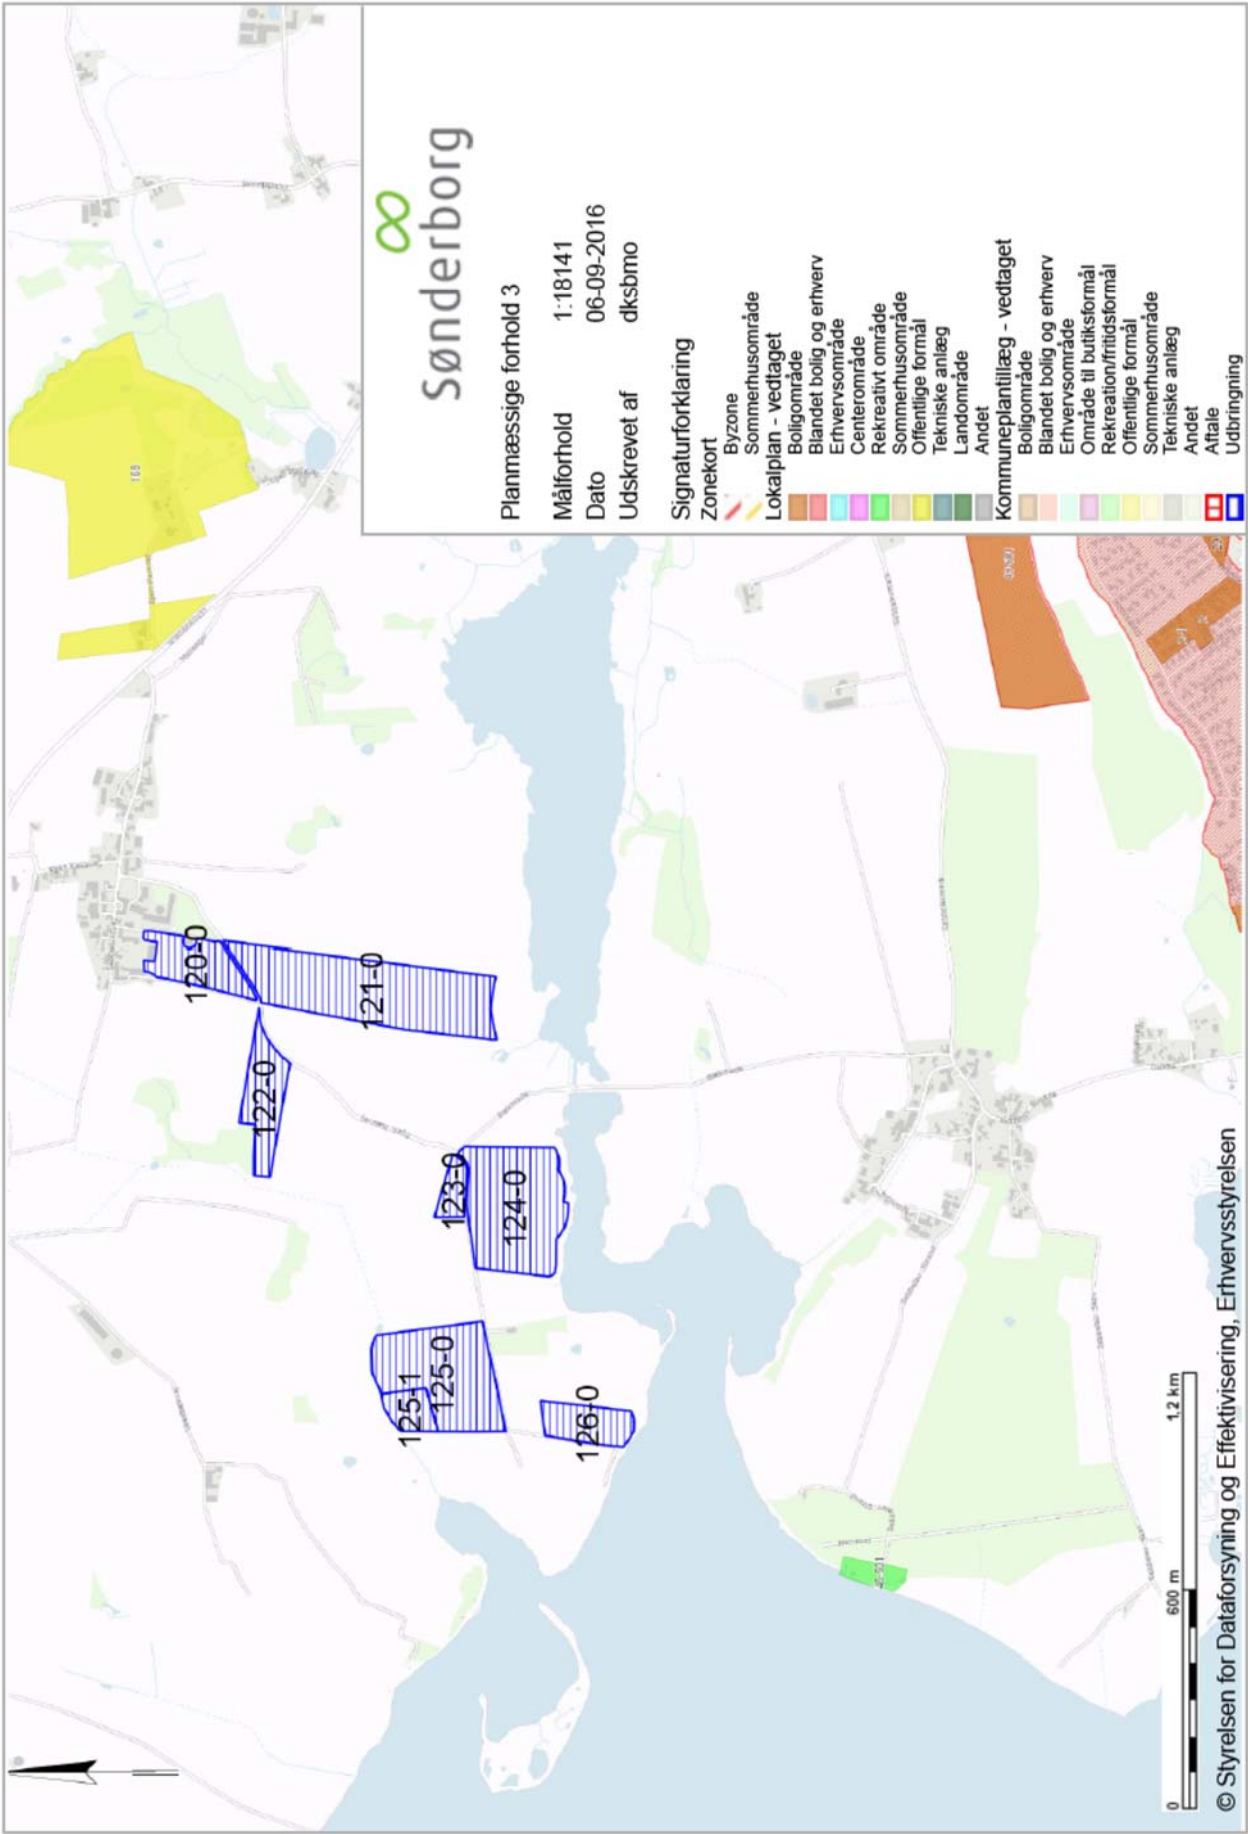 Sønderborg
Planmæssige forhold 3
Målforhold 1:18141
Dato 06-09-2016
Udskrevet af dksbmo
Signaturforklaring
Zonekort
Byzone
Sommerhusområde
Lokalplan - vedtaget
Boligområde
Blandet bolig og erhverv
Erhvervsområde
Centerområde
Rekreativt område
Sommerhusområde
Offentlige formål
Tekniske anlæg
Landområde
Andet
Kommuneplantillæg - vedtaget
Boligområde
Blandet bolig og erhverv
Erhvervsområde
Område til butiksformål
Rekreation/fritidsformål
Offentlige formål
Sommerhusområde
Tekniske anlæg
Andet
Aftale
Udbringning
120-0
121-0
122-0
123-0
124-0
125-1
125-0
126-0
0 600 m 1,2 km
© Styrelsen for Dataforsyning og Effektivisering, Erhvervsstyrelsen